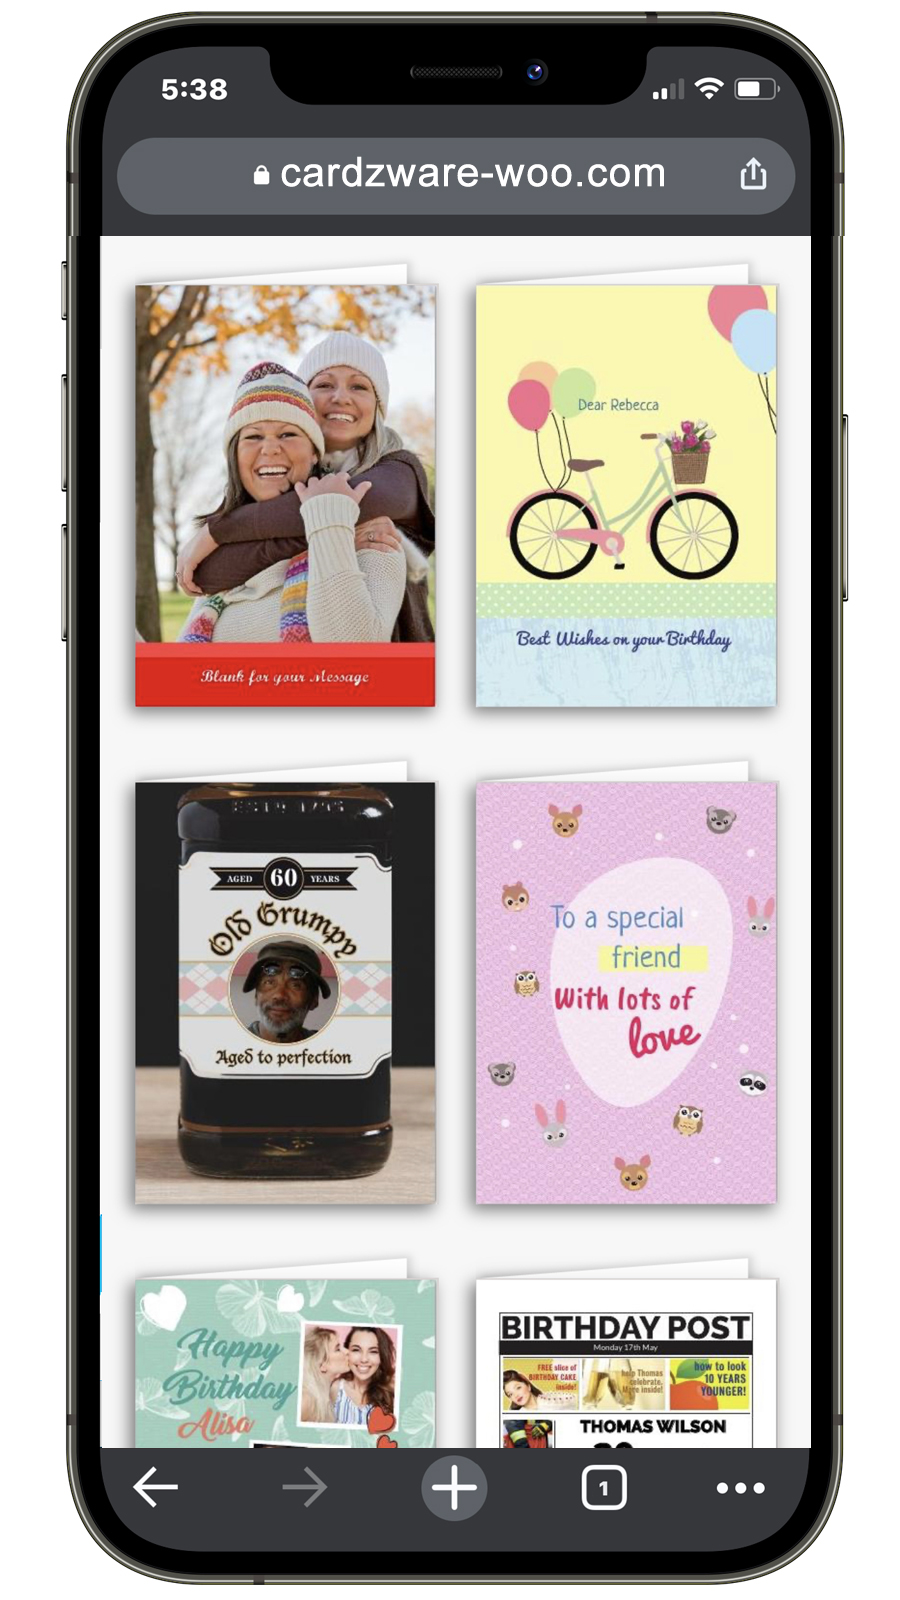 5:38
cardzware-woo.com
Blank for your Message
Dear Rebecca
Best Wishes on your Birthday
AGED 60 YEARS
Old Grumpy
Aged to perfection
To a special
friend
With lots of
love
Happy
Birthday
Alisa
BIRTHDAY POST
Monday 17th May
FREE slice of
BIRTHDAY CAKE
inside!
help Thomas
celebrate.
More inside!
how to look
10 YEARS
YOUNGER!
THOMAS WILSON
1